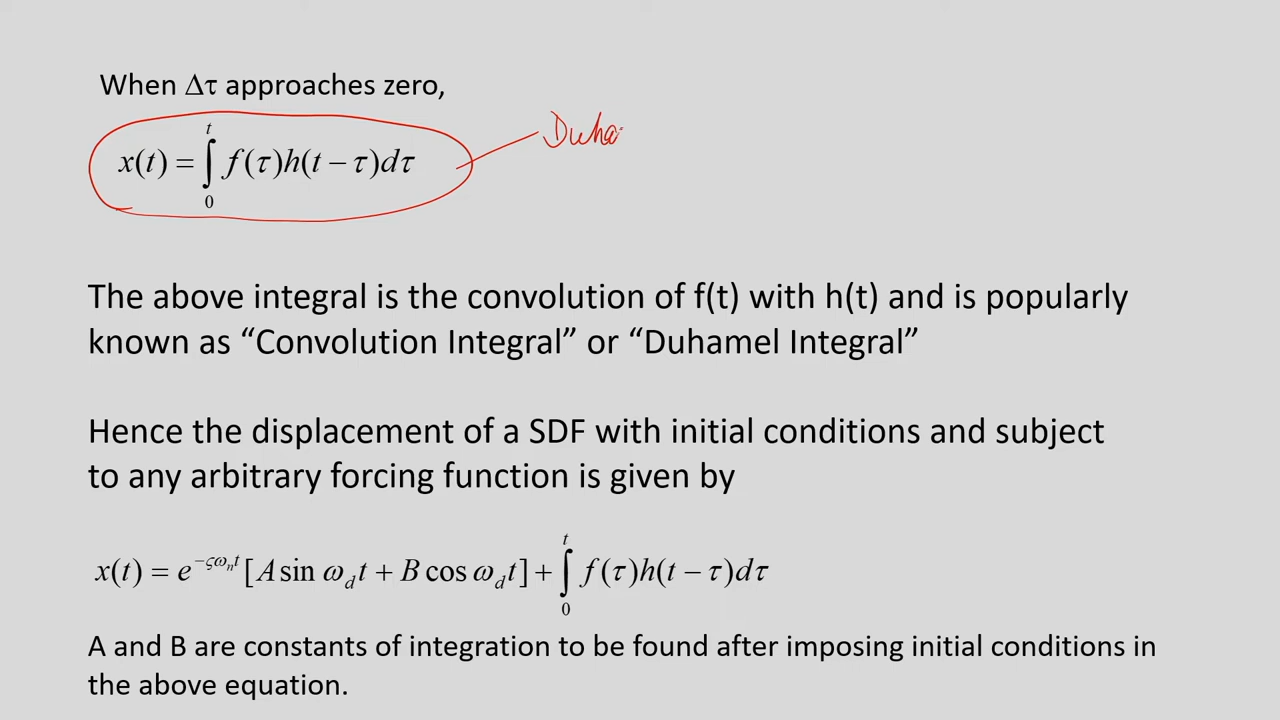 When Δτ approaches zero,
x(t) = ∫₀ᵗ f(τ)h(t − τ)dτ
Duha
The above integral is the convolution of f(t) with h(t) and is popularly
known as “Convolution Integral” or “Duhamel Integral”
Hence the displacement of a SDF with initial conditions and subject
to any arbitrary forcing function is given by
x(t) = e^(−ςωₙt) [A sin ω_d t + B cos ω_d t] + ∫₀ᵗ f(τ)h(t − τ)dτ
A and B are constants of integration to be found after imposing initial conditions in
the above equation.